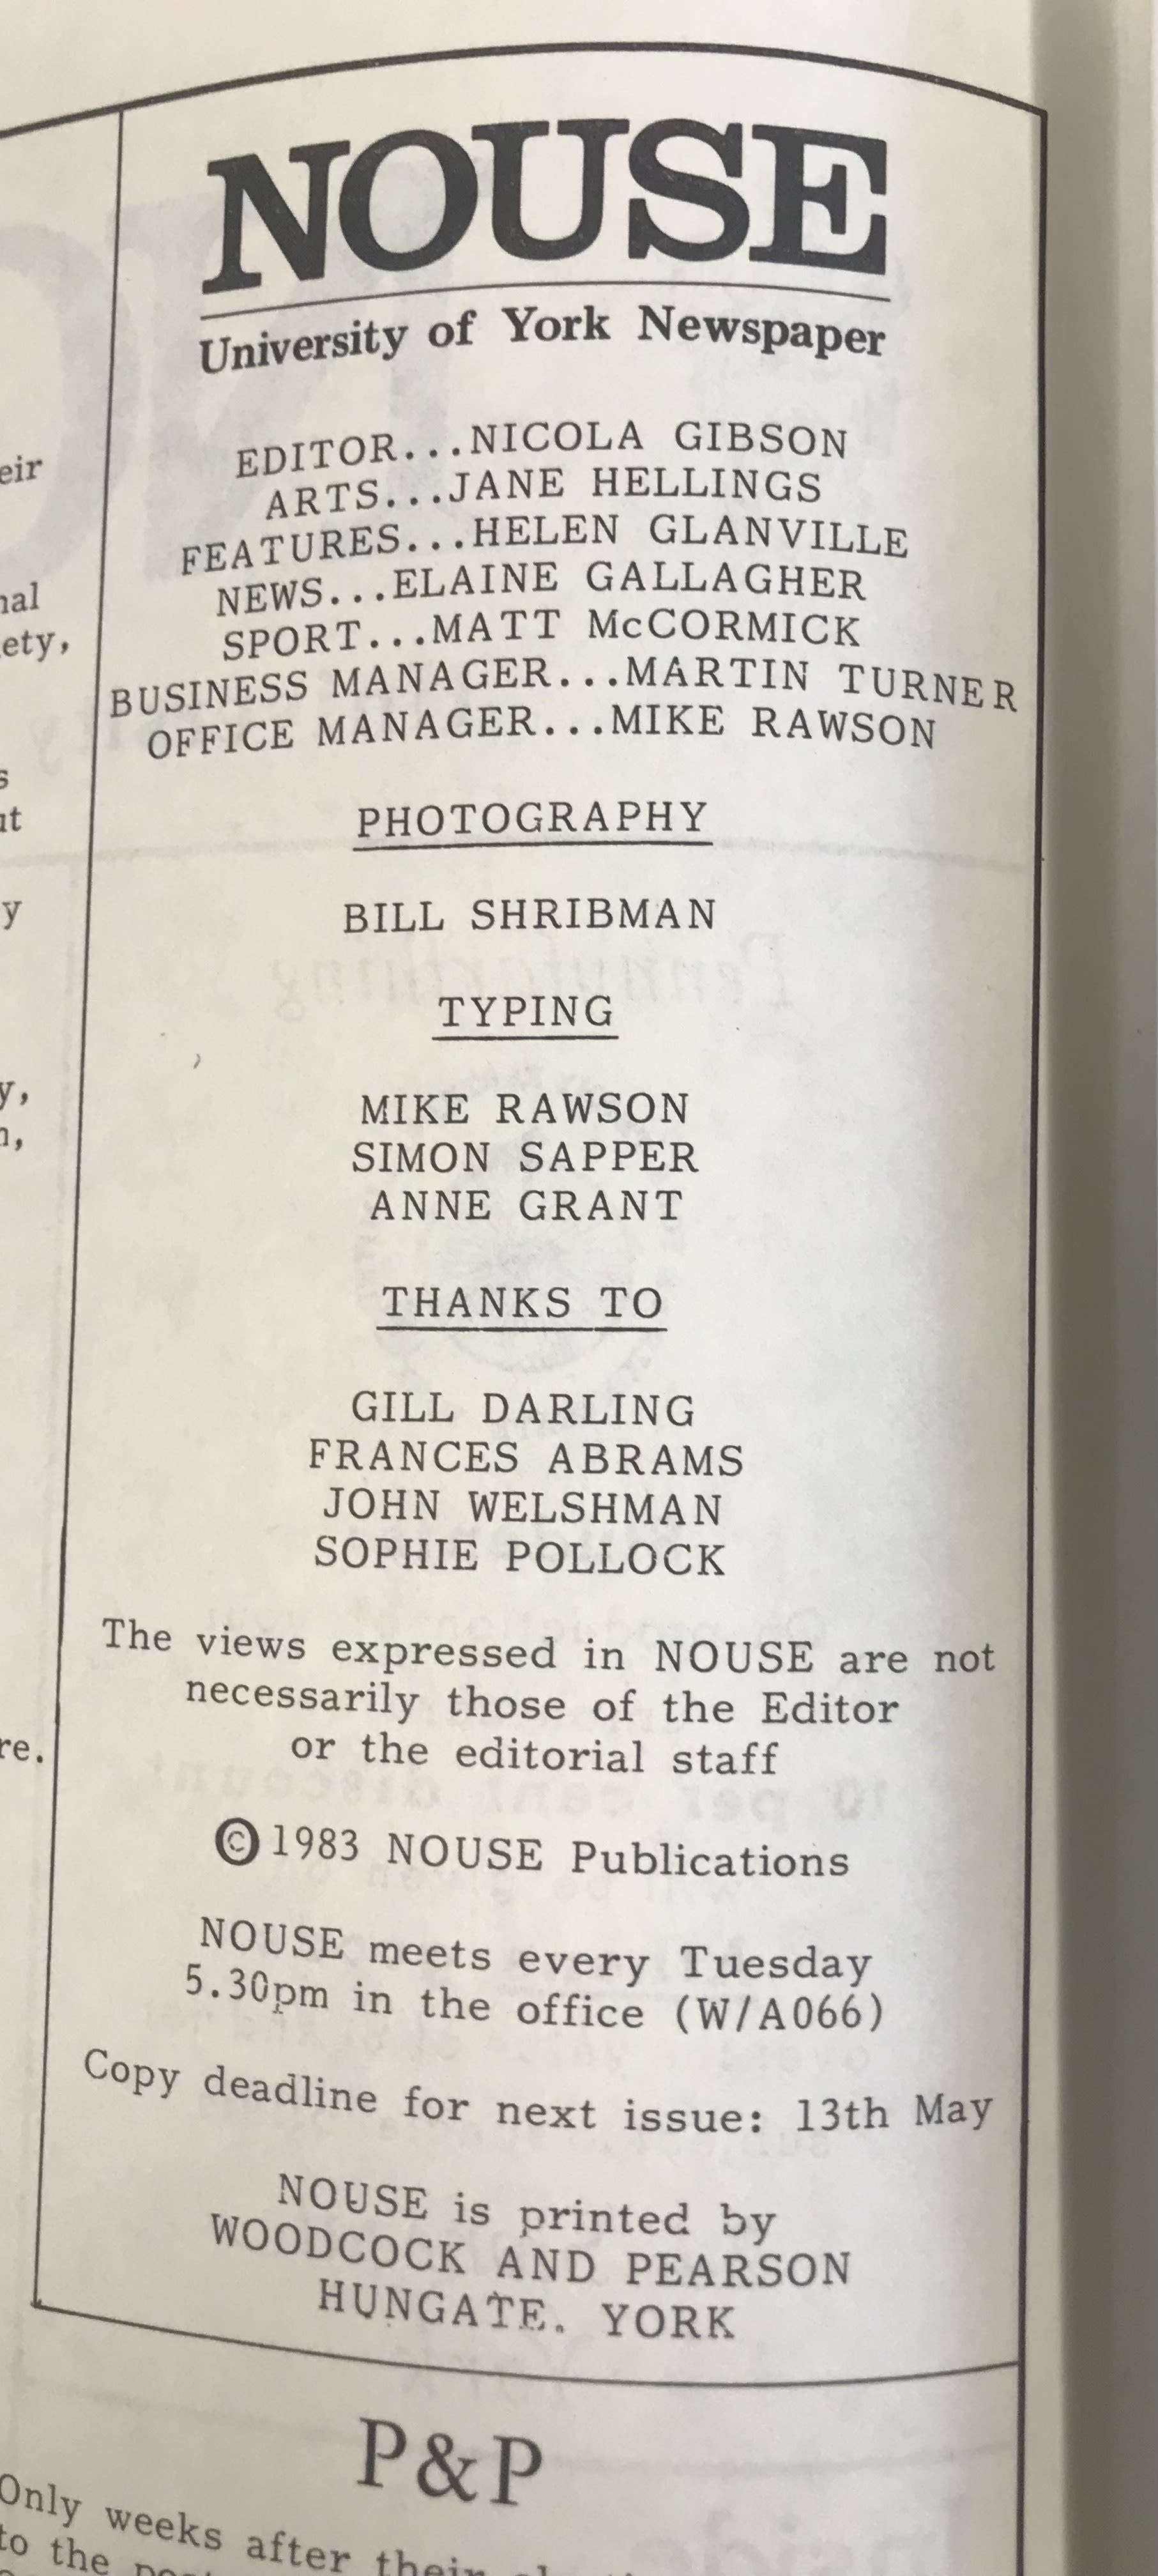 NOUSE
University of York Newspaper
EDITOR...NICOLA GIBSON
ARTS...JANE HELLINGS
FEATURES...HELEN GLANVILLE
NEWS...ELAINE GALLAGHER
SPORT...MATT McCORMICK
BUSINESS MANAGER...MARTIN TURNER
OFFICE MANAGER...MIKE RAWSON
PHOTOGRAPHY
BILL SHRIBMAN
TYPING
MIKE RAWSON
SIMON SAPPER
ANNE GRANT
THANKS TO
GILL DARLING
FRANCES ABRAMS
JOHN WELSHMAN
SOPHIE POLLOCK
The views expressed in NOUSE are not
necessarily those of the Editor
or the editorial staff
©1983 NOUSE Publications
NOUSE meets every Tuesday
5.30pm in the office (W/A066)
Copy deadline for next issue: 13th May
NOUSE is printed by
WOODCOCK AND PEARSON
HUNGATE. YORK
P&P
Only weeks after their
to the